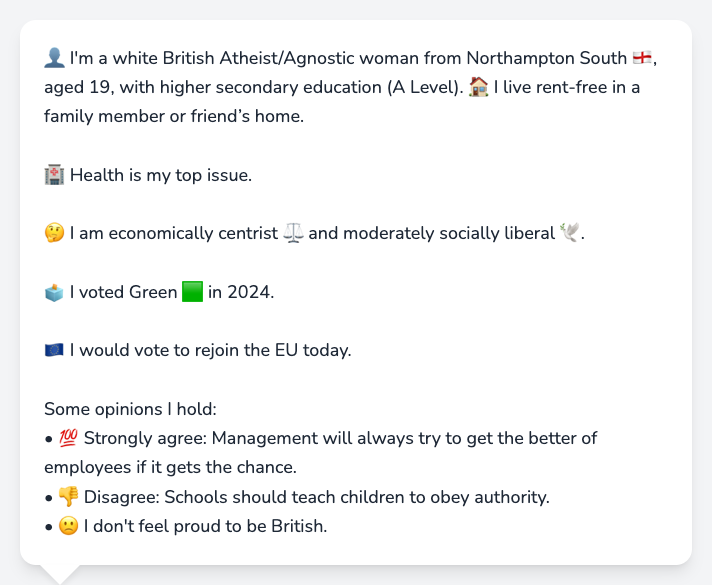 👤 I'm a white British Atheist/Agnostic woman from Northampton South 🏴󠁧󠁢󠁥󠁮󠁧󠁿,
aged 19, with higher secondary education (A Level). 🏠 I live rent-free in a
family member or friend’s home.
🏥 Health is my top issue.
🤔 I am economically centrist ⚖️ and moderately socially liberal 🕊️.
🗳️ I voted Green 🟩 in 2024.
🇪🇺 I would vote to rejoin the EU today.
Some opinions I hold:
• 💯 Strongly agree: Management will always try to get the better of
employees if it gets the chance.
• 👎 Disagree: Schools should teach children to obey authority.
• 🙁 I don't feel proud to be British.